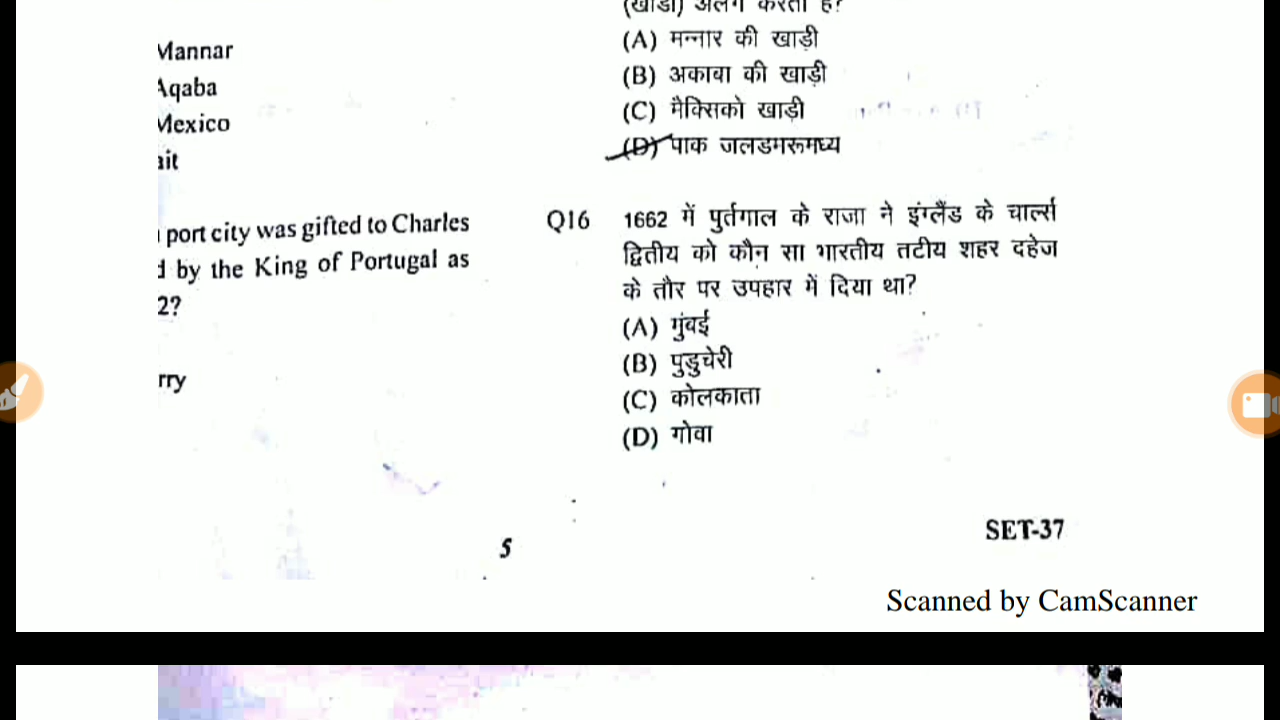 Mannar
Aqaba
Mexico
ait
port city was gifted to Charles
d by the King of Portugal as
2?
rry
(खाड़ी) अलग करता है?
(A) मन्नार की खाड़ी
(B) अकाबा की खाड़ी
(C) मैक्सिको खाड़ी
(D) पाक जलडमरूमध्य
Q16 1662 में पुर्तगाल के राजा ने इंग्लैंड के चार्ल्स
द्वितीय को कौन सा भारतीय तटीय शहर दहेज
के तौर पर उपहार में दिया था?
(A) मुंबई
(B) पुडुचेरी
(C) कोलकाता
(D) गोवा
5
SET-37
Scanned by CamScanner